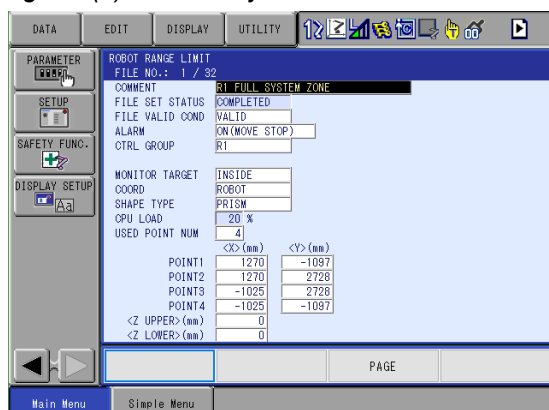 DATA EDIT DISPLAY UTILITY
PARAMETER
SETUP
SAFETY FUNC.
DISPLAY SETUP
ROBOT RANGE LIMIT
FILE NO.: 1 / 32
COMMENT R1 FULL SYSTEM ZONE
FILE SET STATUS COMPLETED
FILE VALID COND VALID
ALARM ON(MOVE STOP)
CTRL GROUP R1
MONITOR TARGET INSIDE
COORD ROBOT
SHAPE TYPE PRISM
CPU LOAD 20 %
USED POINT NUM 4
<X>(mm) <Y>(mm)
POINT1 1270 -1097
POINT2 1270 2728
POINT3 -1025 2728
POINT4 -1025 -1097
<Z UPPER>(mm) 0
<Z LOWER>(mm) 0
PAGE
Main Menu Simple Menu